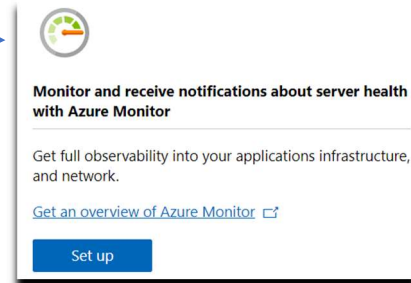 Monitor and receive notifications about server health
with Azure Monitor
Get full observability into your applications infrastructure,
and network.
Get an overview of Azure Monitor
Set up